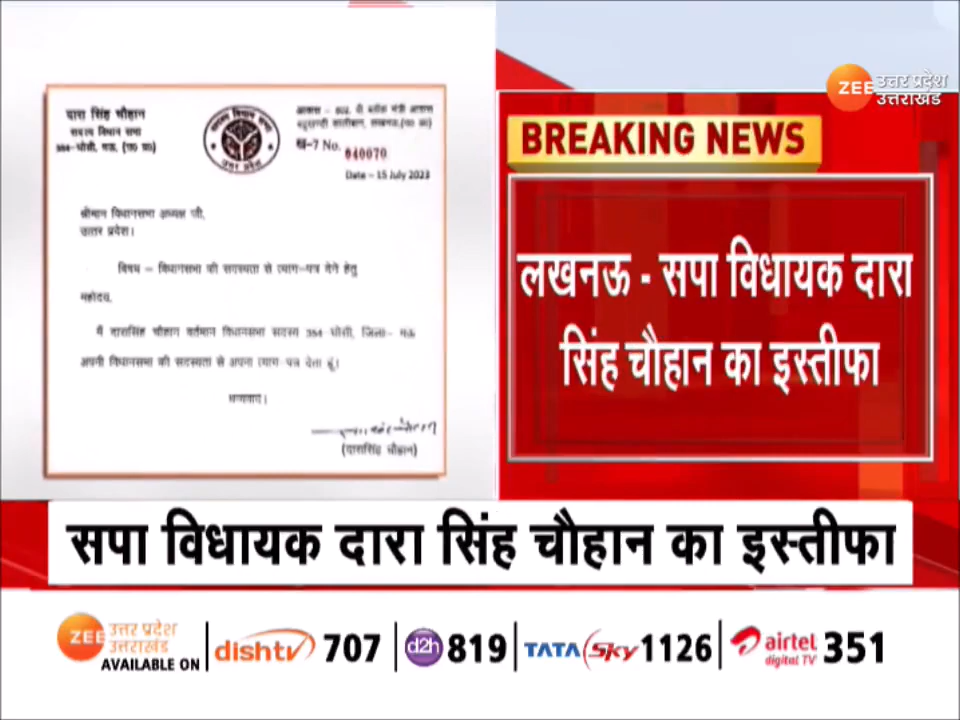 दारा सिंह चौहान
सदस्य विधान सभा
354-घोसी, मऊ, (उ० प्र०)
उत्तर प्रदेश
No. 040070
Date – 15 July 2023
श्रीमान विधानसभा अध्यक्ष जी,
उत्तर प्रदेश।
विषय – विधानसभा की सदस्यता से त्याग-पत्र देने हेतु
महोदय,
मैं दारासिंह चौहान वर्तमान विधानसभा सदस्य 354-घोसी, जिला- मऊ
अपनी विधानसभा की सदस्यता से अपना त्याग-पत्र देता हूं।
धन्यवाद।
(दारासिंह चौहान)
ZEE उत्तर प्रदेश
उत्तराखंड
BREAKING NEWS
लखनऊ - सपा विधायक दारा
सिंह चौहान का इस्तीफा
सपा विधायक दारा सिंह चौहान का इस्तीफा
ZEE उत्तर प्रदेश
उत्तराखंड
AVAILABLE ON
dishtv 707
d2h 819
TATA Sky 1126
airtel digital TV 351